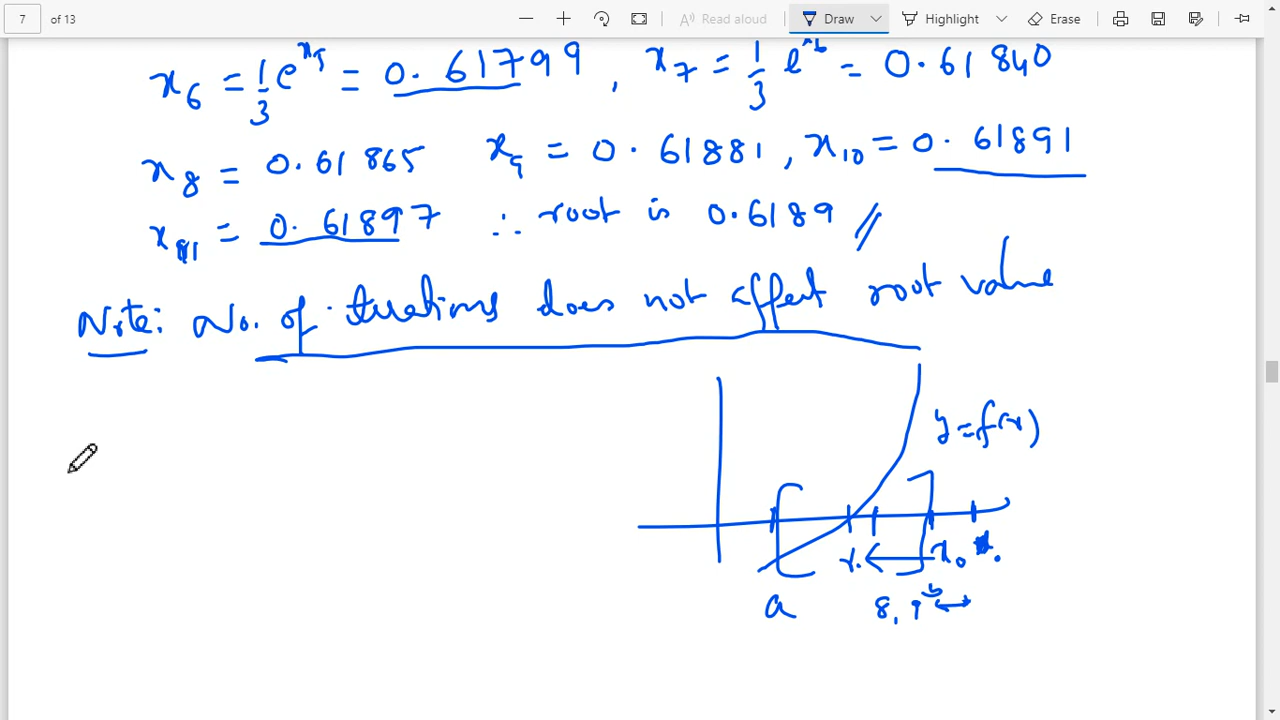 7 of 13 Read aloud Draw Highlight Erase
x₆ = 1/3 e^x₅ = 0.61799, x₇ = 1/3 e^x₆ = 0.61840
x₈ = 0.61865 x₉ = 0.61881, x₁₀ = 0.61891
x₁₁ = 0.61897 ∴ root is 0.6189 //
Note: No. of iterations does not affect root value
y=f(x)
x₀
a 8, 9 b